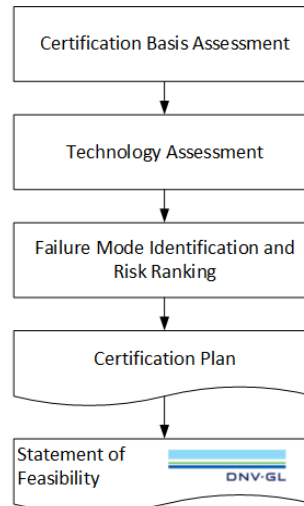 Certification Basis Assessment
Technology Assessment
Failure Mode Identification and
Risk Ranking
Certification Plan
Statement of
Feasibility
DNV·GL